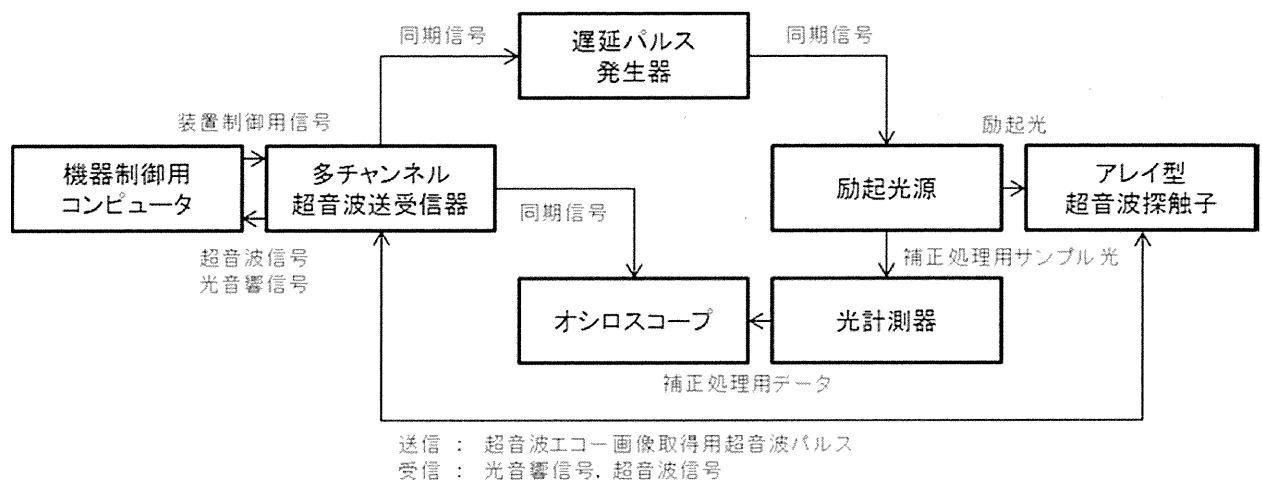 同期信号
遅延パルス
発生器
同期信号
装置制御用信号
励起光
機器制御用
コンピュータ
多チャンネル
超音波送受信器
励起光源
アレイ型
超音波探触子
同期信号
超音波信号
光音響信号
補正処理用サンプル光
オシロスコープ
光計測器
補正処理用データ
送信 : 超音波エコー画像取得用超音波パルス
受信 : 光音響信号, 超音波信号